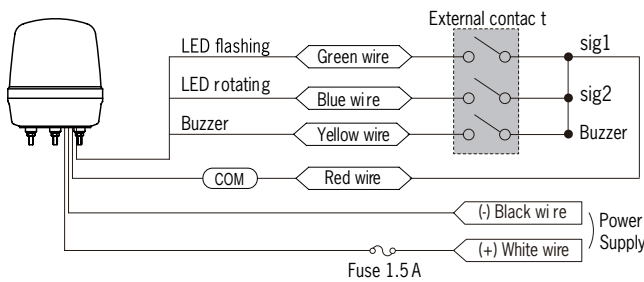 External contac t
LED flashing
Green wire
sig1
LED rotating
Blue wire
sig2
Buzzer
Yellow wire
Buzzer
COM
Red wire
(-) Black wi re
Power
Supply
(+) White wire
Fuse 1.5 A